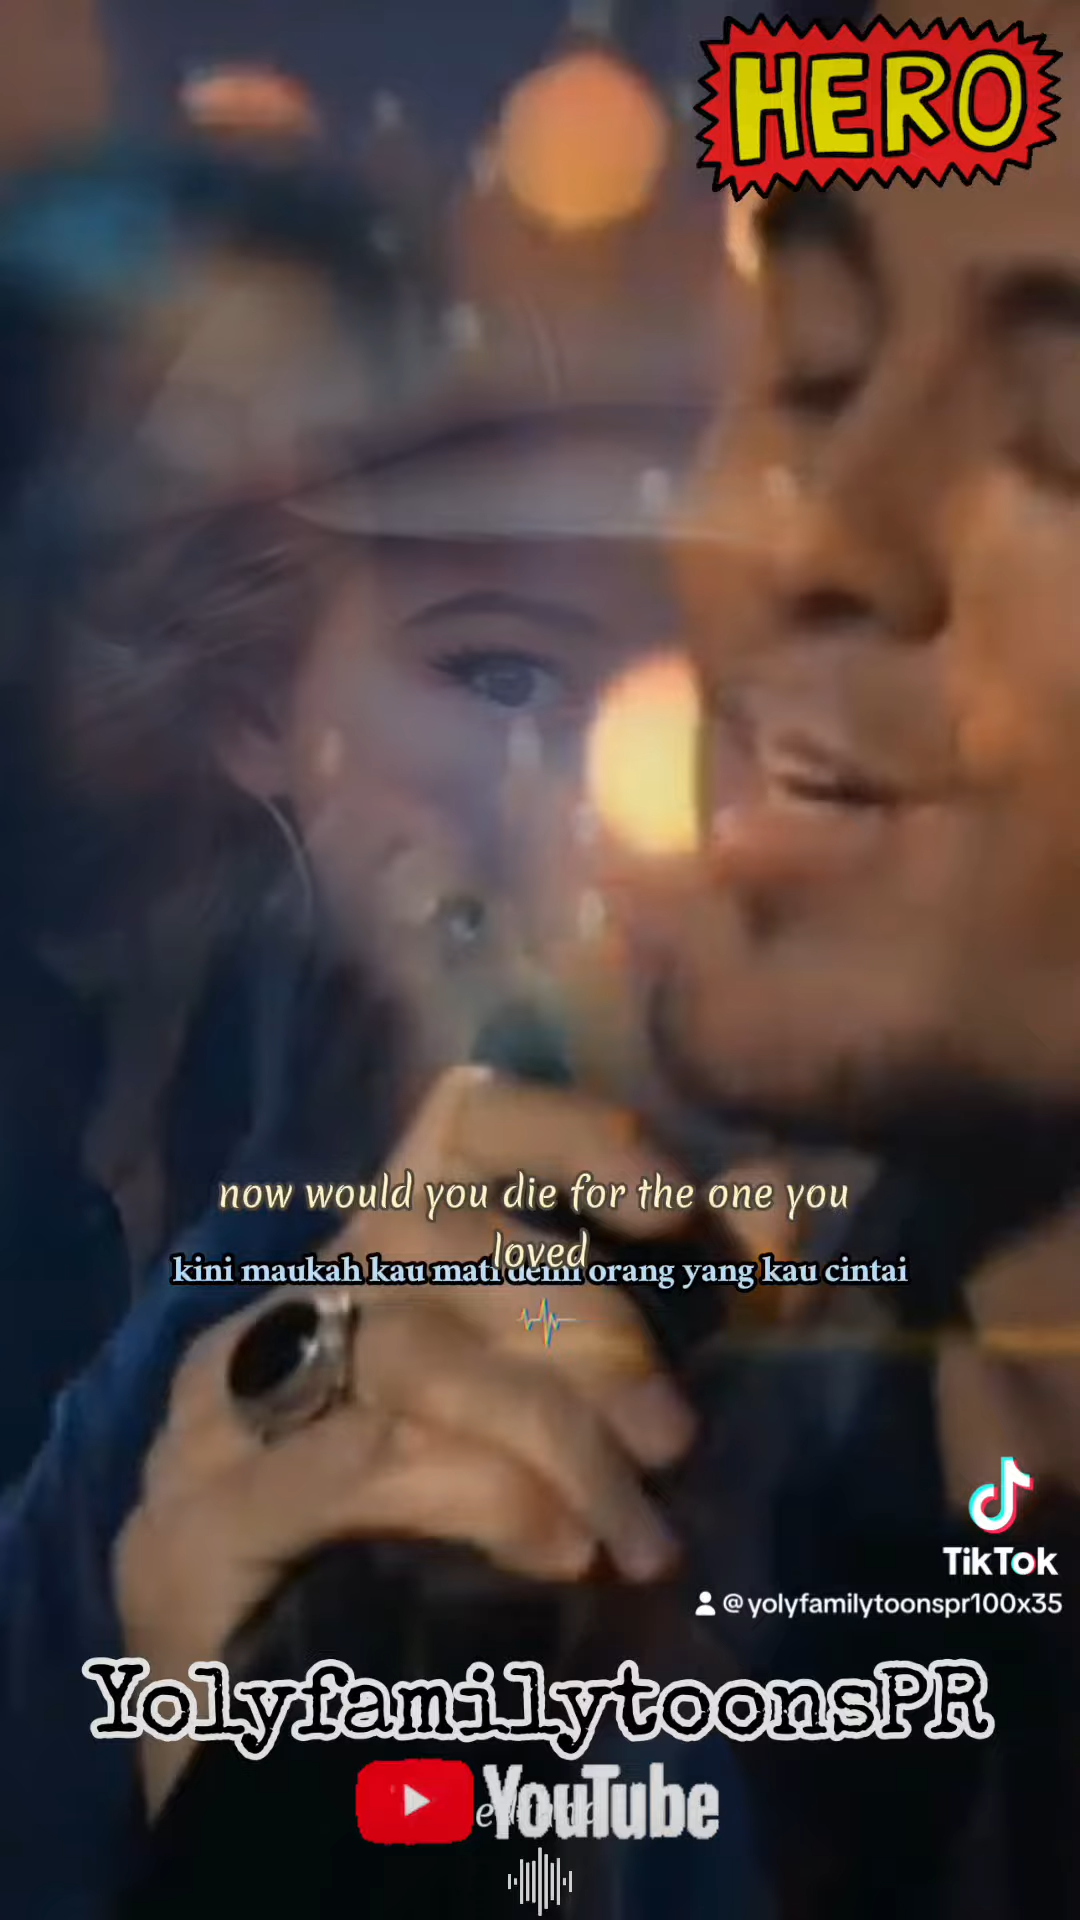 HERO
now would you die for the one you
loved
kini maukah kau mati demi orang yang kau cintai
TikTok
@yolyfamilytoonspr100x35
YolyfamilytoonsPR
YouTube